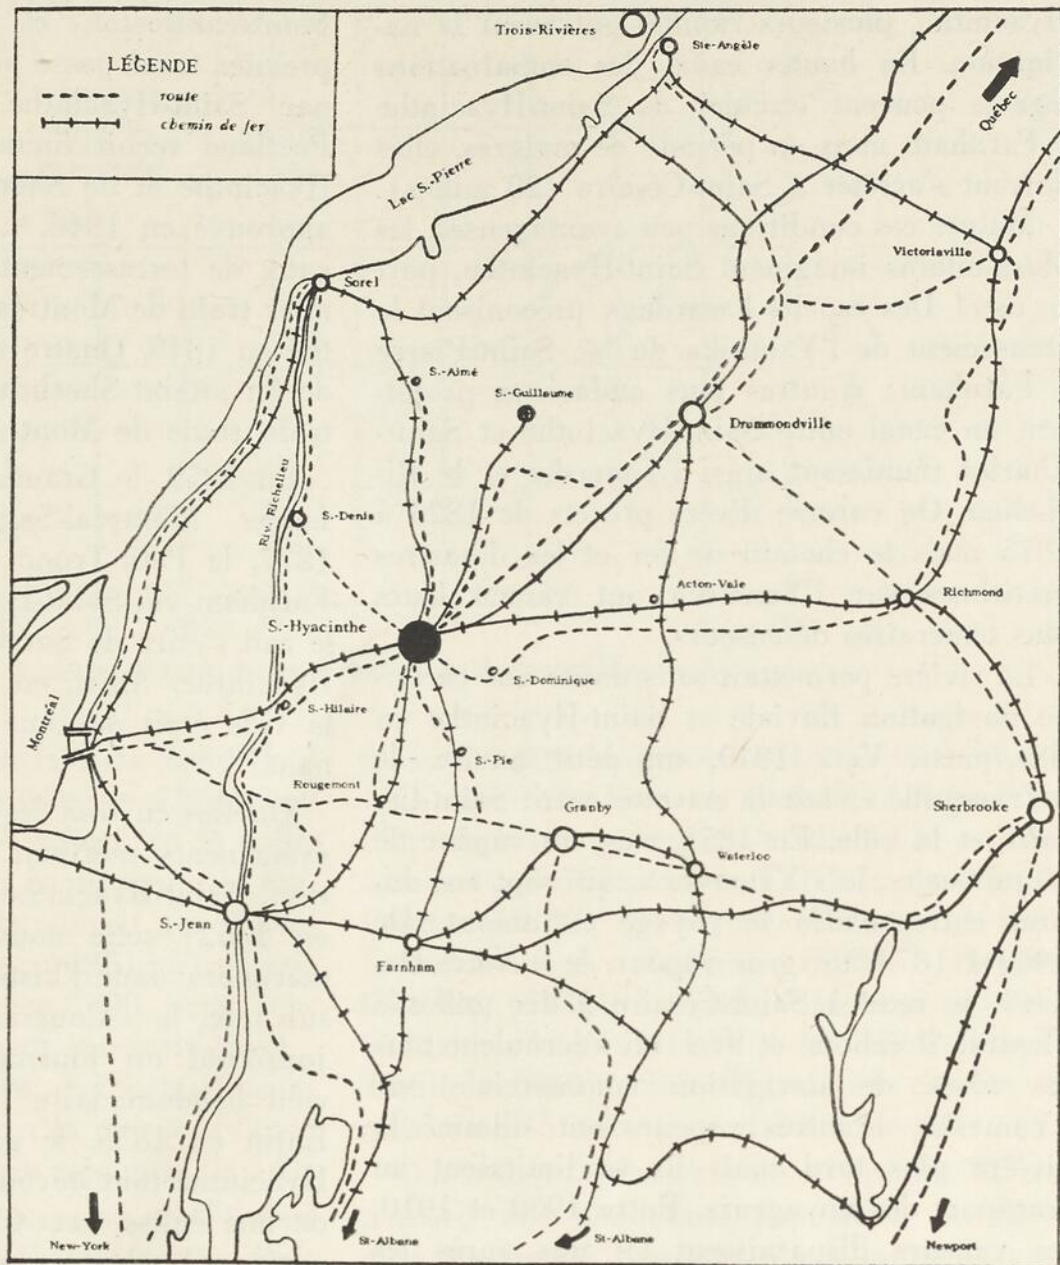 LÉGENDE
route
chemin de fer
Trois-Rivières
Ste-Angèle
Québec
Lac S.-Pierre
Victoriaville
Sorel
S.-Aimé
S.-Guillaume
Drummondville
Riv. Richelieu
S.-Denis
Acton-Vale
Richmond
S.-Hyacinthe
S.-Dominique
Montréal
S.-Hilaire
S.-Pie
Rougemont
Granby
Sherbrooke
Waterloo
S.-Jean
Farnham
New-York
St-Albans
St-Albans
Newport